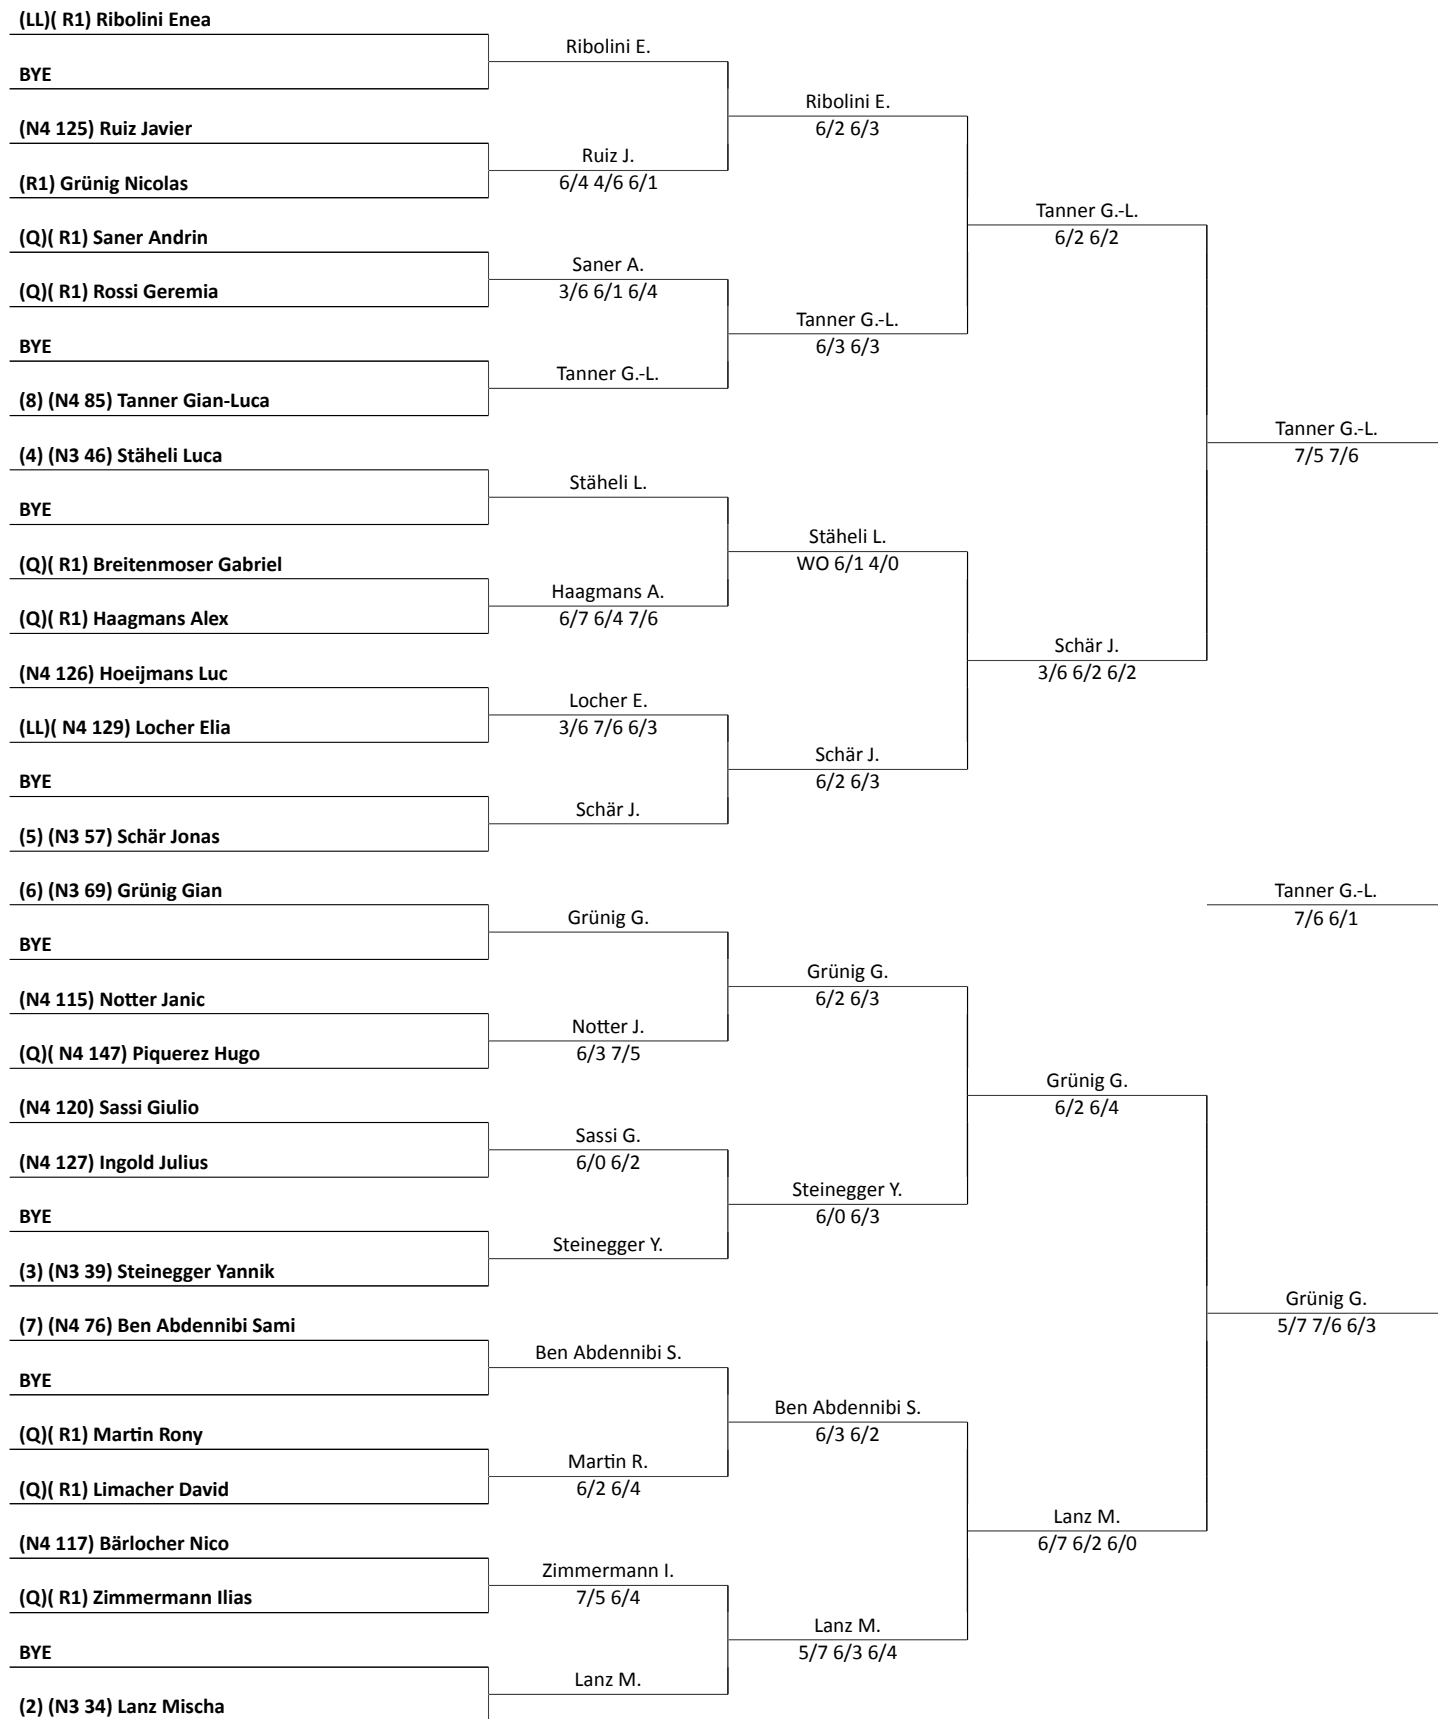 (LL)( R1) Ribolini Enea
BYE
(N4 125) Ruiz Javier
(R1) Grünig Nicolas
(Q)( R1) Saner Andrin
(Q)( R1) Rossi Geremia
BYE
(8) (N4 85) Tanner Gian-Luca
(4) (N3 46) Stäheli Luca
BYE
(Q)( R1) Breitenmoser Gabriel
(Q)( R1) Haagmans Alex
(N4 126) Hoeijmans Luc
(LL)( N4 129) Locher Elia
BYE
(5) (N3 57) Schär Jonas
(6) (N3 69) Grünig Gian
BYE
(N4 115) Notter Janic
(Q)( N4 147) Piquerez Hugo
(N4 120) Sassi Giulio
(N4 127) Ingold Julius
BYE
(3) (N3 39) Steinegger Yannik
(7) (N4 76) Ben Abdennibi Sami
BYE
(Q)( R1) Martin Rony
(Q)( R1) Limacher David
(N4 117) Bärlocher Nico
(Q)( R1) Zimmermann Ilias
BYE
(2) (N3 34) Lanz Mischa
Ribolini E.
Ruiz J.
6/4 4/6 6/1
Saner A.
3/6 6/1 6/4
Tanner G.-L.
Stäheli L.
Haagmans A.
6/7 6/4 7/6
Locher E.
3/6 7/6 6/3
Schär J.
Grünig G.
Notter J.
6/3 7/5
Sassi G.
6/0 6/2
Steinegger Y.
Ben Abdennibi S.
Martin R.
6/2 6/4
Zimmermann I.
7/5 6/4
Lanz M.
Ribolini E.
6/2 6/3
Tanner G.-L.
6/3 6/3
Stäheli L.
WO 6/1 4/0
Schär J.
6/2 6/3
Grünig G.
6/2 6/3
Steinegger Y.
6/0 6/3
Ben Abdennibi S.
6/3 6/2
Lanz M.
5/7 6/3 6/4
Tanner G.-L.
6/2 6/2
Schär J.
3/6 6/2 6/2
Grünig G.
6/2 6/4
Lanz M.
6/7 6/2 6/0
Tanner G.-L.
7/5 7/6
Tanner G.-L.
7/6 6/1
Grünig G.
5/7 7/6 6/3